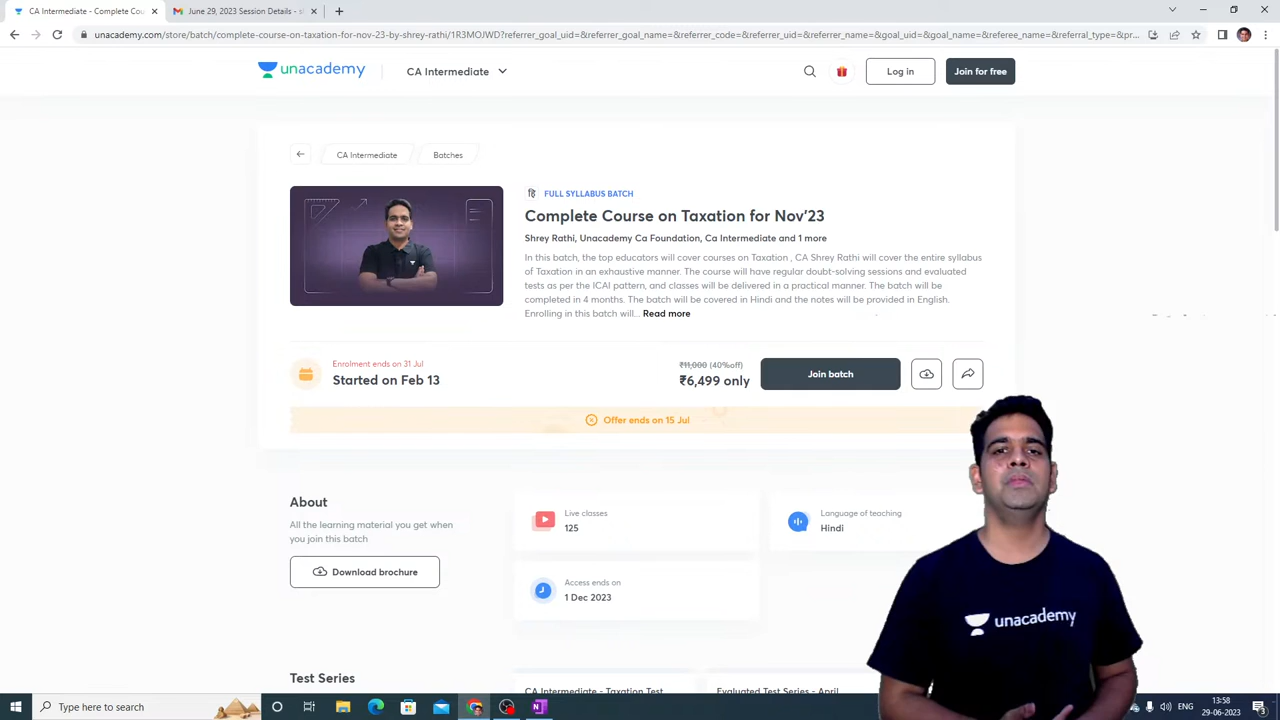 CA Intermediate - Complete Cou
June 29, 2023 Session Details - s
unacademy.com/store/batch/complete-course-on-taxation-for-nov-23-by-shrey-rathi/1R3MOJWD?referrer_goal_uid=&referrer_goal_name=&referrer_code=&referrer_uid=&referrer_name=&goal_uid=&goal_name=&referee_name=&referral_type=&pr...
unacademy
CA Intermediate
Log in
Join for free
CA Intermediate
Batches
हि FULL SYLLABUS BATCH
Complete Course on Taxation for Nov'23
Shrey Rathi, Unacademy Ca Foundation, Ca Intermediate and 1 more
In this batch, the top educators will cover courses on Taxation , CA Shrey Rathi will cover the entire syllabus
of Taxation in an exhaustive manner. The course will have regular doubt-solving sessions and evaluated
tests as per the ICAI pattern, and classes will be delivered in a practical manner. The batch will be
completed in 4 months. The batch will be covered in Hindi and the notes will be provided in English.
Enrolling in this batch will... Read more
Enrolment ends on 31 Jul
Started on Feb 13
₹11,000 (40%off)
₹6,499 only
Join batch
Offer ends on 15 Jul
About
All the learning material you get when
you join this batch
Download brochure
Live classes
125
Language of teaching
Hindi
Access ends on
1 Dec 2023
unacademy
Test Series
CA Intermediate - Taxation Test
Evaluated Test Series - April
Type here to search
ENG
13:58
29-06-2023